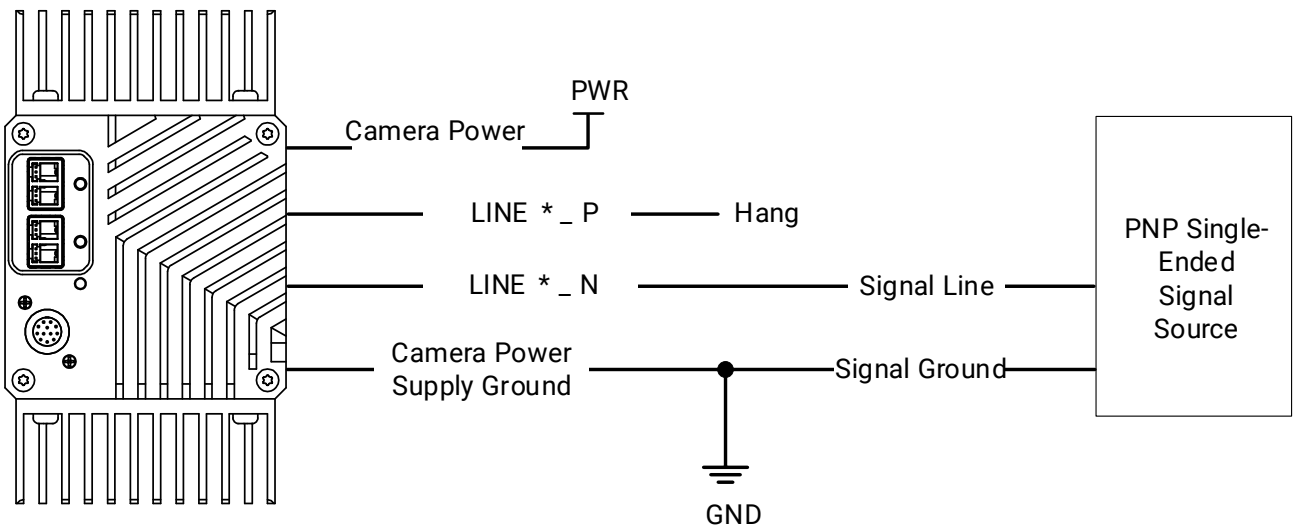 PWR
Camera Power
LINE * _ P
Hang
LINE * _ N
Signal Line
Camera Power
Supply Ground
Signal Ground
GND
PNP Single-
Ended
Signal
Source